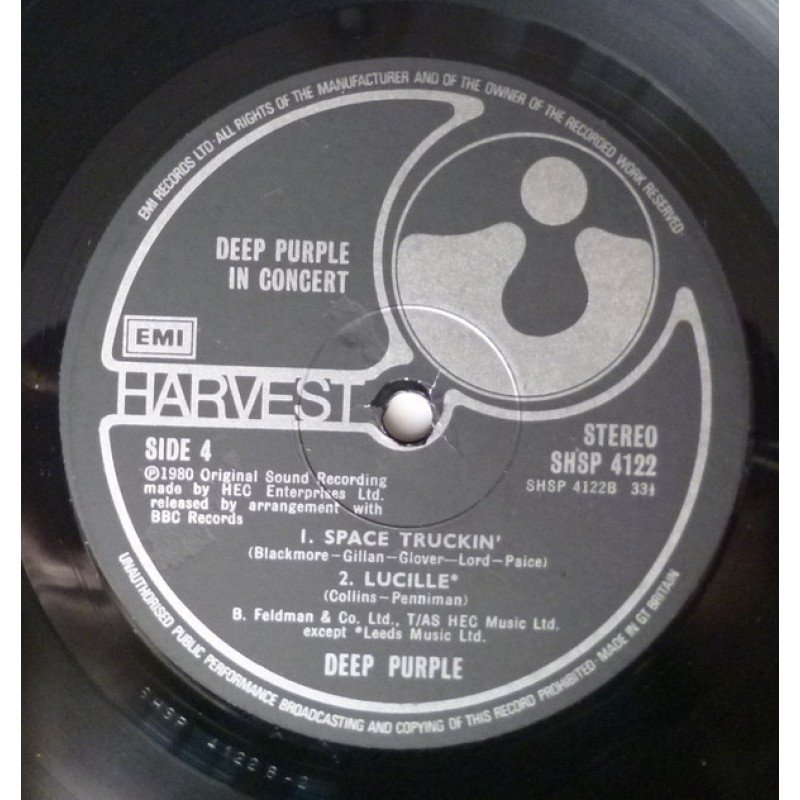 EMI RECORDS LTD·ALL RIGHTS OF THE MANUFACTURER AND OF THE OWNER OF THE RECORDED WORK RESERVED
DEEP PURPLE
IN CONCERT
EMI
HARVEST
SIDE 4
℗1980 Original Sound Recording
made by HEC Enterprises Ltd.
released by arrangement with
BBC Records
STEREO
SHSP 4122
SHSP 4122B 33⅓
1. SPACE TRUCKIN'
(Blackmore–Gillan–Glover–Lord–Paice)
2. LUCILLE*
(Collins–Penniman)
B. Feldman & Co. Ltd., T/AS HEC Music Ltd.
except *Leeds Music Ltd.
DEEP PURPLE
UNAUTHORISED PUBLIC PERFORMANCE BROADCASTING AND COPYING OF THIS RECORD PROHIBITED·MADE IN GT BRITAIN